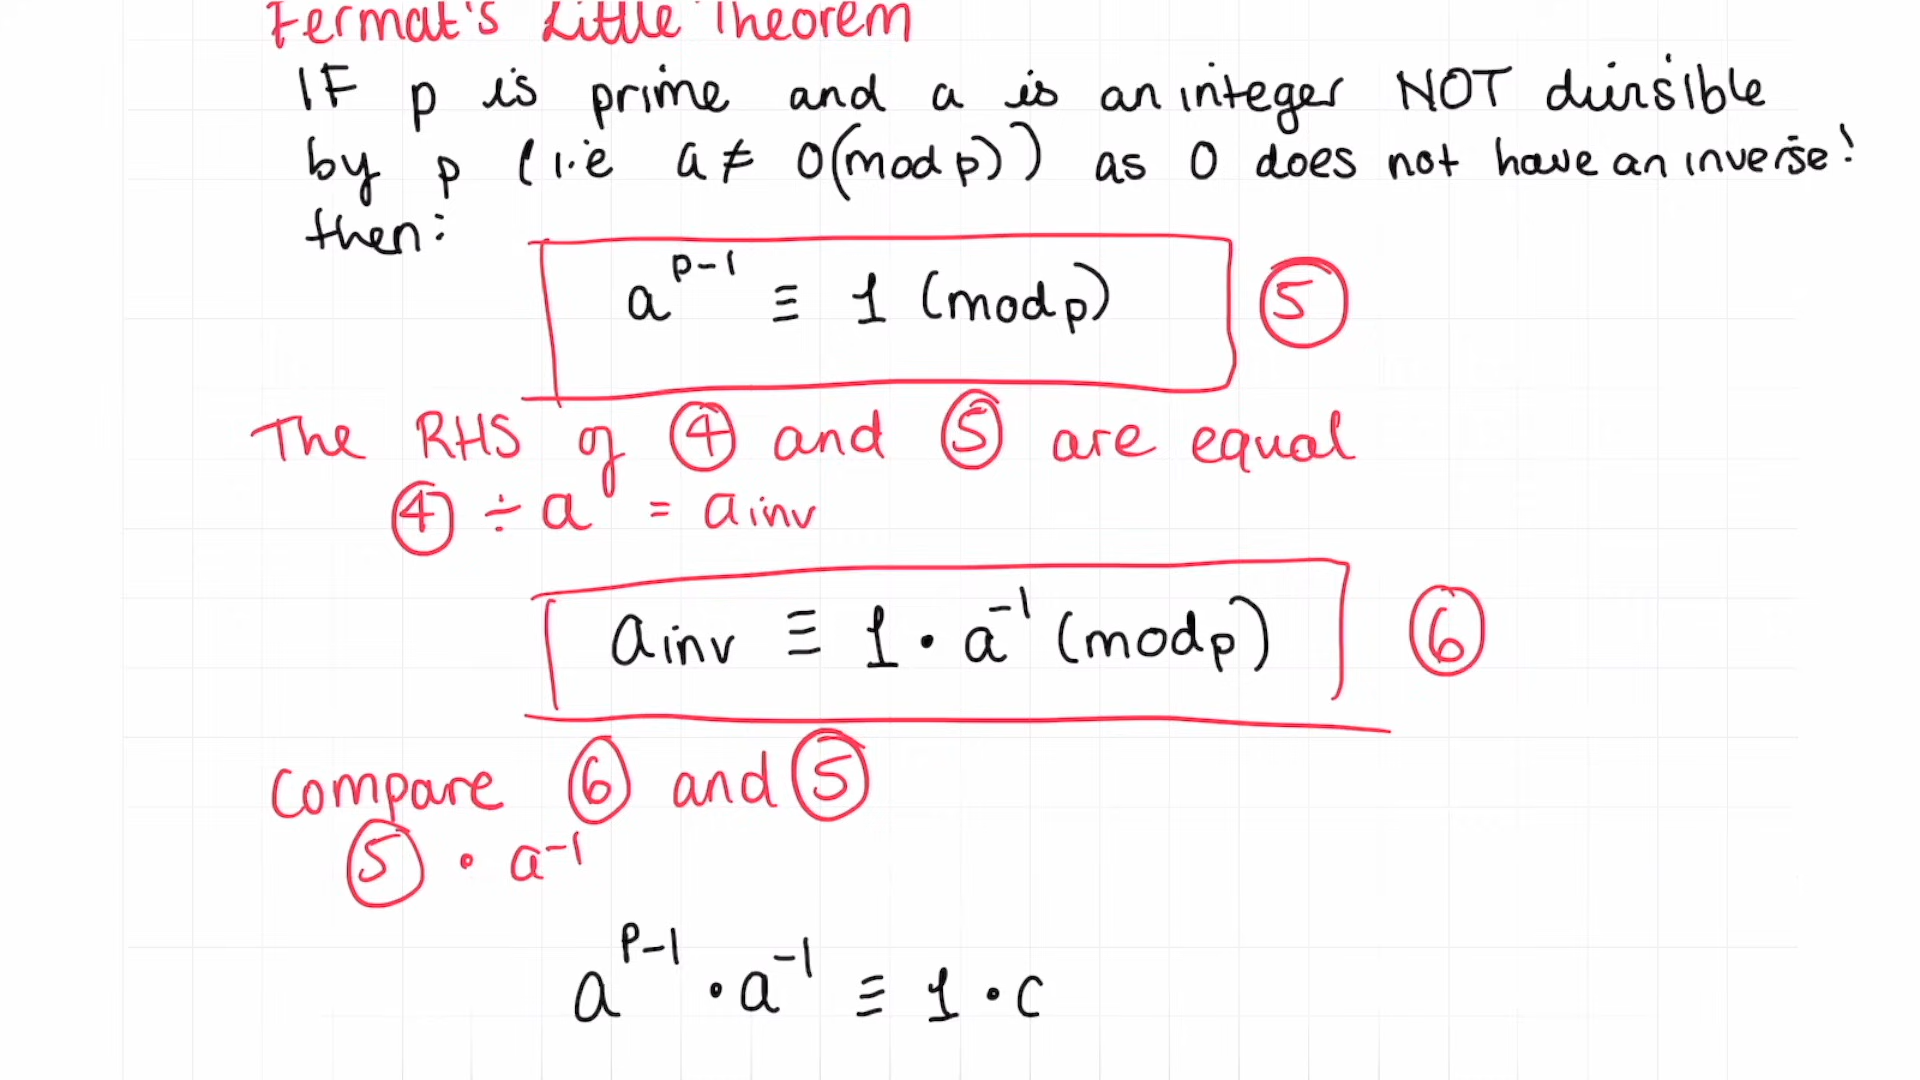 Fermat's Little Theorem
IF p is prime and a is an integer NOT divisible
by p (i.e a ≠ 0(mod p)) as 0 does not have an inverse!
then:
a^{p-1} ≡ 1 (mod p) ⑤
The RHS of ④ and ⑤ are equal
④ ÷ a = a inv
a inv ≡ 1 · a^{-1} (mod p) ⑥
Compare ⑥ and ⑤
⑤ · a^{-1}
a^{p-1} · a^{-1} ≡ 1 · c